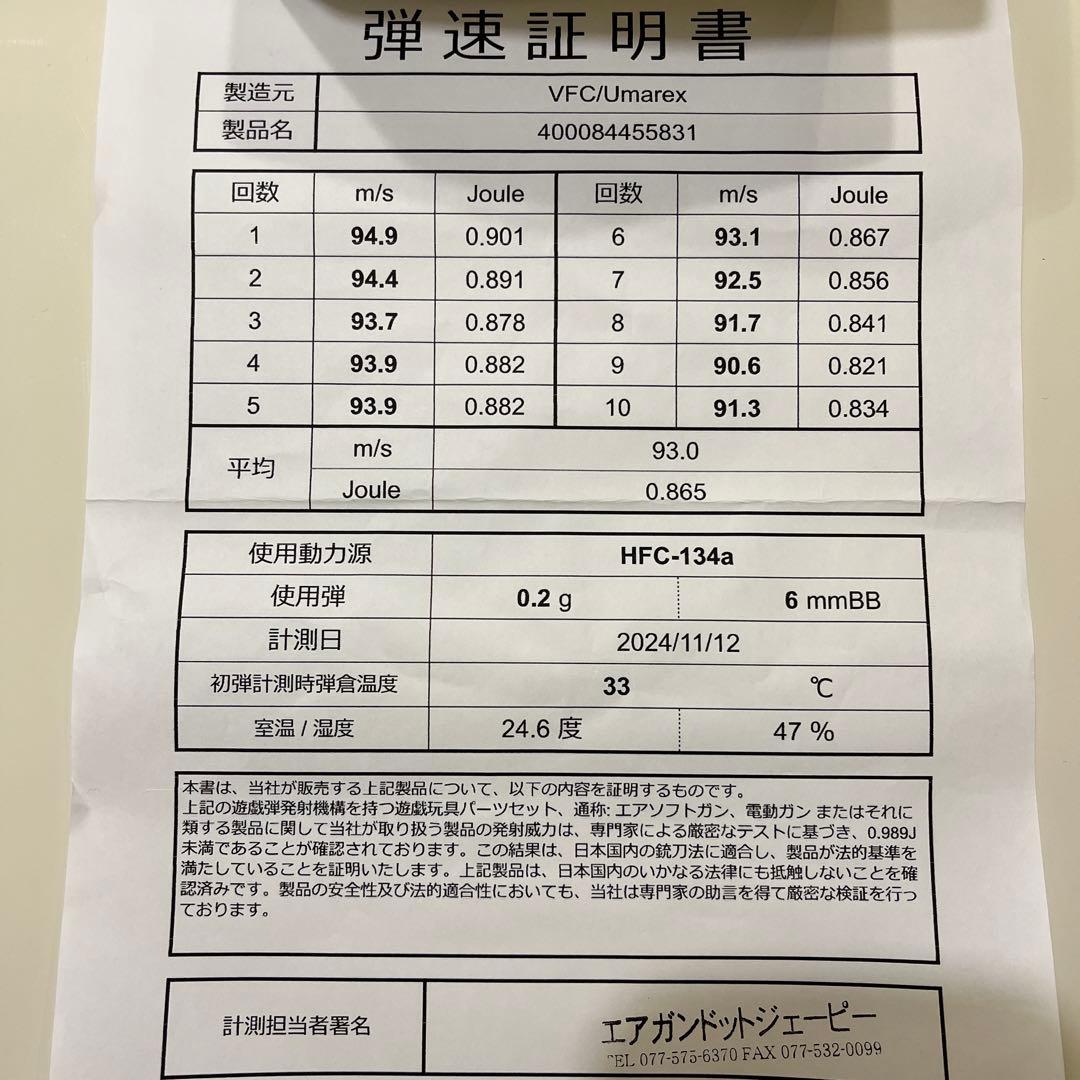 弾速証明書
製造元 VFC/Umarex
製品名 400084455831
回数 m/s Joule 回数 m/s Joule
1 94.9 0.901 6 93.1 0.867
2 94.4 0.891 7 92.5 0.856
3 93.7 0.878 8 91.7 0.841
4 93.9 0.882 9 90.6 0.821
5 93.9 0.882 10 91.3 0.834
平均 m/s 93.0
Joule 0.865
使用動力源 HFC-134a
使用弾 0.2 g 6 mmBB
計測日 2024/11/12
初弾計測時弾倉温度 33 ℃
室温 / 湿度 24.6 度 47 %
本書は、当社が販売する上記製品について、以下の内容を証明するものです。
上記の遊戯弾発射機構を持つ遊戯玩具パーツセット、通称: エアソフトガン、電動ガン またはそれに
類する製品に関して当社が取り扱う製品の発射威力は、専門家による厳密なテストに基づき、0.989J
未満であることが確認されております。この結果は、日本国内の銃刀法に適合し、製品が法的基準を
満たしていることを証明いたします。上記製品は、日本国内のいかなる法律にも抵触しないことを確
認済みです。製品の安全性及び法的適合性においても、当社は専門家の助言を得て厳密な検証を行っ
ております。
計測担当者署名 エアガンドットジェーピー
TEL 077-575-6370 FAX 077-532-0099